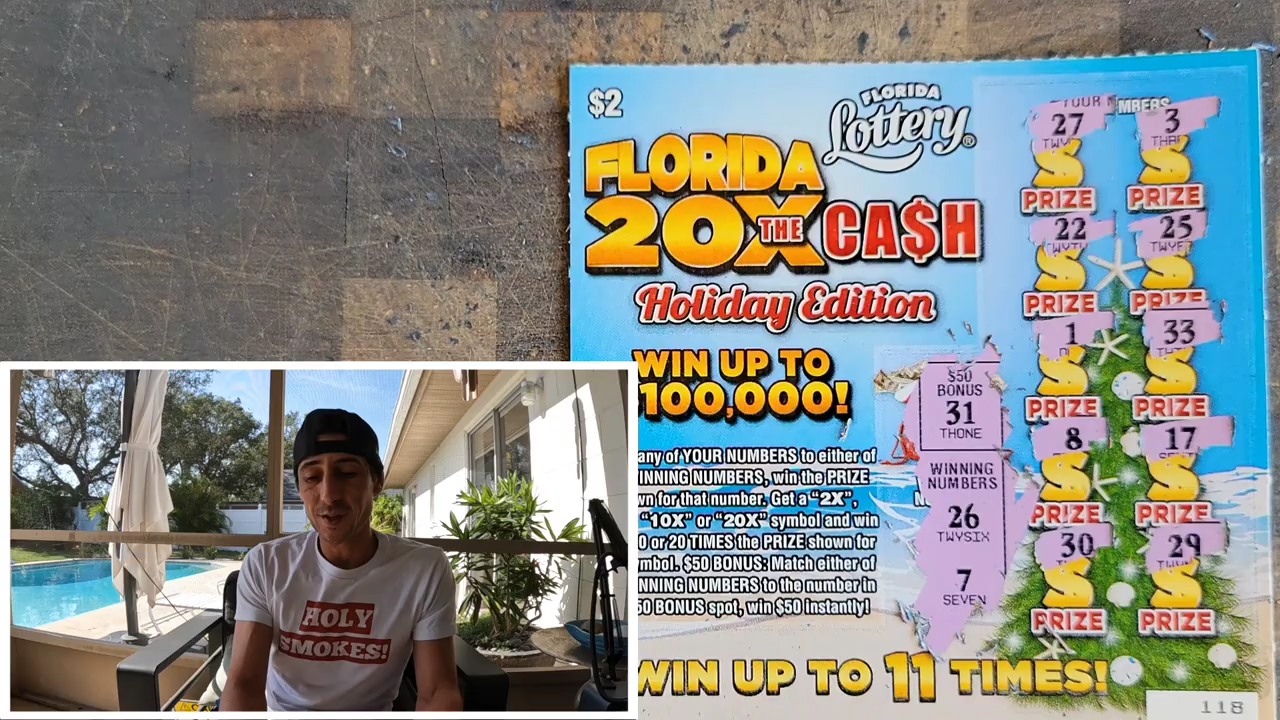 $2
FLORIDA
Lottery®
FLORIDA
20X THE CA$H
Holiday Edition
WIN UP TO
100,000!
any of YOUR NUMBERS to either of
NNING NUMBERS, win the PRIZE
wn for that number. Get a "2X",
"10X" or "20X" symbol and win
0 or 20 TIMES the PRIZE shown for
mbol. $50 BONUS: Match either of
NNING NUMBERS to the number in
50 BONUS spot, win $50 instantly!
WIN UP TO 11 TIMES!
$50
BONUS
31
THONE
WINNING
NUMBERS
26
TWYSIX
7
SEVEN
YOUR NUMBERS
27 3
PRIZE PRIZE
22 25
PRIZE PRIZE
1 33
PRIZE PRIZE
8 17
PRIZE PRIZE
30 29
PRIZE PRIZE
118
HOLY
SMOKES!